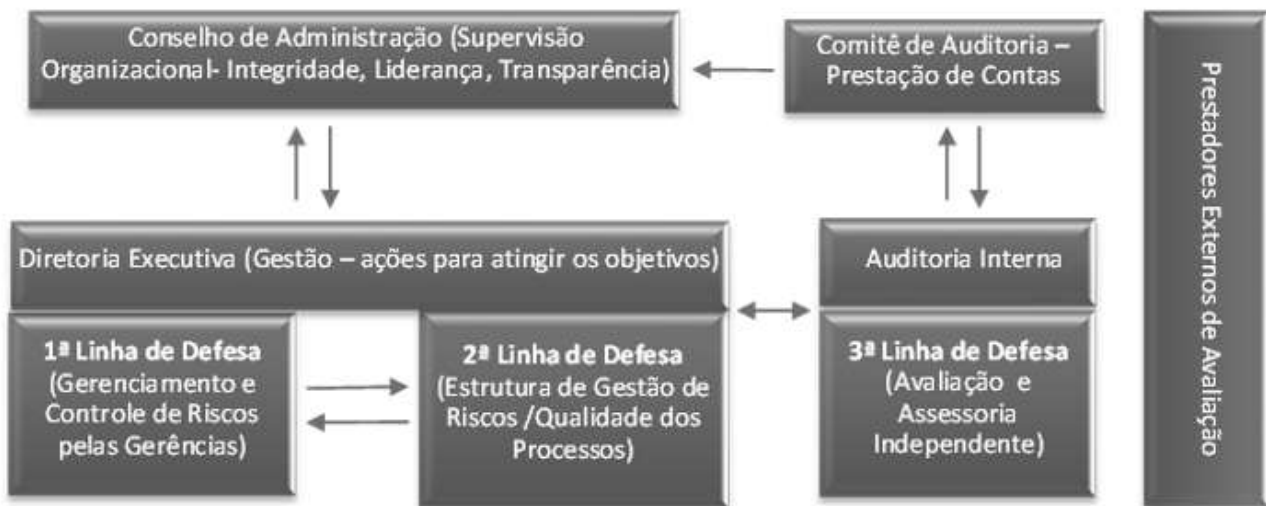 Conselho de Administração (Supervisão
Organizacional- Integridade, Liderança, Transparência)
Comitê de Auditoria –
Prestação de Contas
Diretoria Executiva (Gestão – ações para atingir os objetivos)
Auditoria Interna
1ª Linha de Defesa
(Gerenciamento e
Controle de Riscos
pelas Gerências)
2ª Linha de Defesa
(Estrutura de Gestão de
Riscos /Qualidade dos
Processos)
3ª Linha de Defesa
(Avaliação e
Assessoria
Independente)
Prestadores Externos de Avaliação